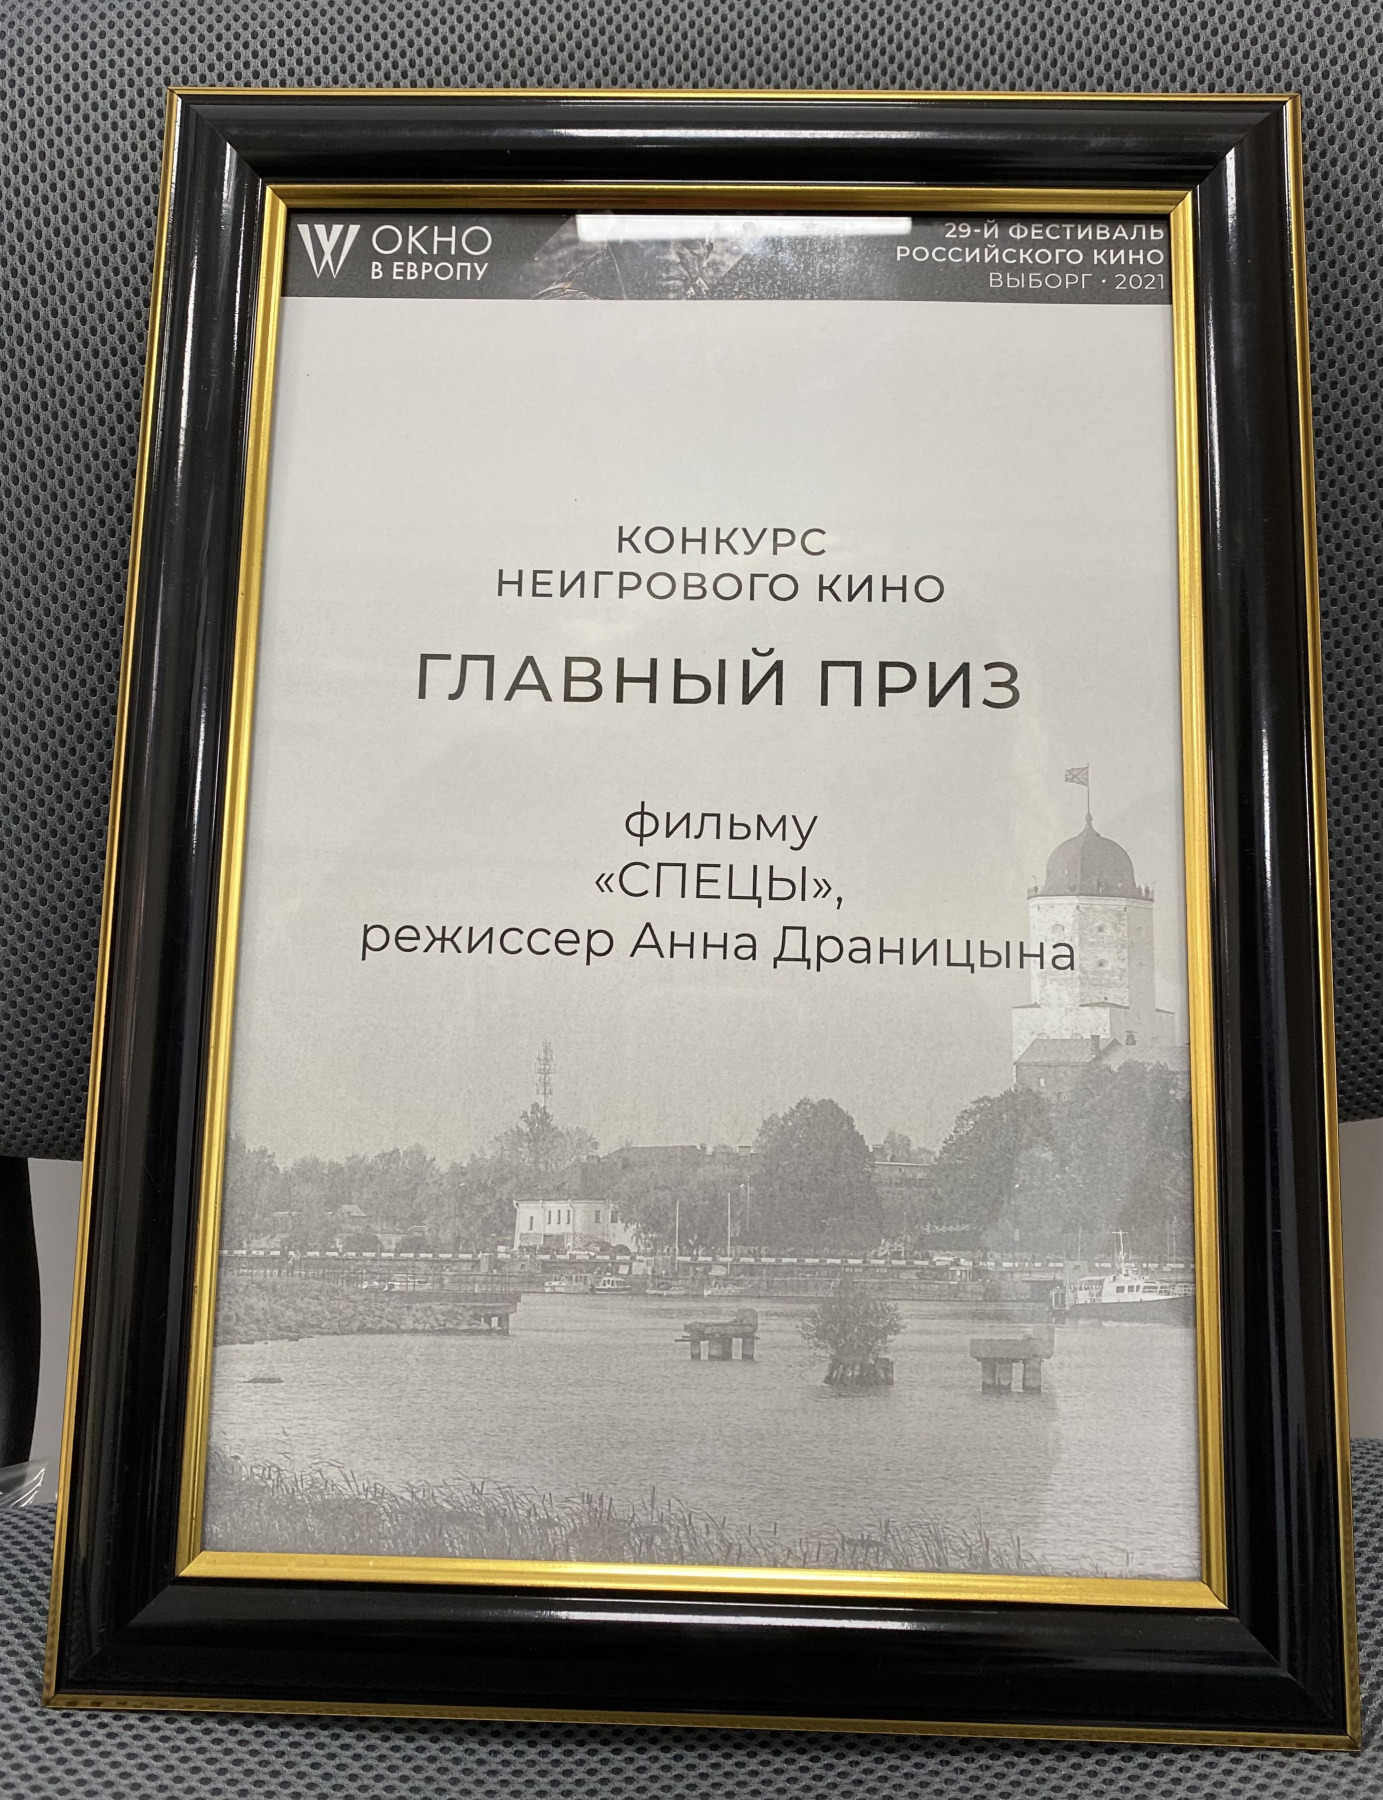 ОКНО
В ЕВРОПУ
29-Й ФЕСТИВАЛЬ
РОССИЙСКОГО КИНО
ВЫБОРГ · 2021
КОНКУРС
НЕИГРОВОГО КИНО
ГЛАВНЫЙ ПРИЗ
фильму
«СПЕЦЫ»,
режиссер Анна Драницына